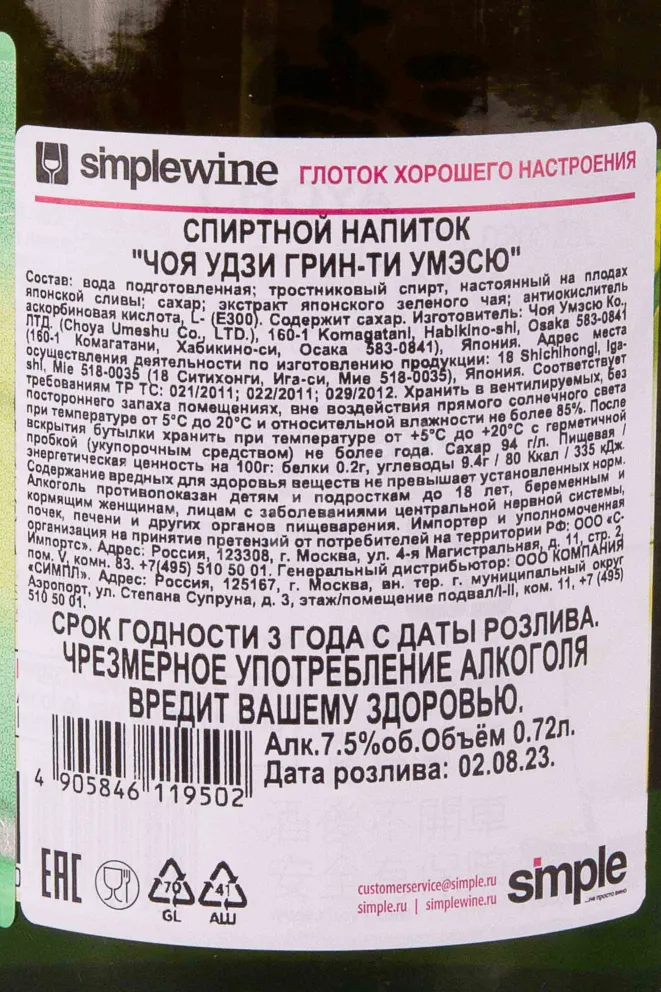 simplewine ГЛОТОК ХОРОШЕГО НАСТРОЕНИЯ
СПИРТНОЙ НАПИТОК
"ЧОЯ УДЗИ ГРИН-ТИ УМЭСЮ"
Состав: вода подготовленная; тростниковый спирт, настоянный на плодах
японской сливы; сахар; экстракт японского зеленого чая; антиокислитель
аскорбиновая кислота, L- (Е300). Содержит сахар. Изготовитель: Чоя Умэсю Ко.,
ЛТД. (Choya Umeshu Co., LTD.), 160-1 Komagatani, Habikino-shi, Osaka 583-0841
(160-1 Комагатани, Хабикино-си, Осака 583-0841), Япония. Адрес места
осуществления деятельности по изготовлению продукции: 18 Shichihongi, Iga-
shi, Mie 518-0035 (18 Ситихонги, Ига-си, Мие 518-0035), Япония. Соответствует
требованиям ТР ТС: 021/2011; 022/2011; 029/2012. Хранить в вентилируемых, без
постороннего запаха помещениях, вне воздействия прямого солнечного света
при температуре от 5°С до 20°С и относительной влажности не более 85%. После
вскрытия бутылки хранить при температуре от +5°С до +20°С с герметичной
пробкой (укупорочным средством) не более года. Сахар 94 г/л. Пищевая /
энергетическая ценность на 100г: белки 0.2г, углеводы 9.4г / 80 Ккал / 335 кДж.
Содержание вредных для здоровья веществ не превышает установленных норм.
Алкоголь противопоказан детям и подросткам до 18 лет, беременным и
кормящим женщинам, лицам с заболеваниями центральной нервной системы,
почек, печени и других органов пищеварения. Импортер и уполномоченная
организация на принятие претензий от потребителей на территории РФ: ООО «С-
Импортс». Адрес: Россия, 123308, г. Москва, ул. 4-я Магистральная, д. 11, стр. 2,
пом. V, комн. 83. +7(495) 510 50 01. Генеральный дистрибьютор: ООО КОМПАНИЯ
«СИМПЛ». Адрес: Россия, 125167, г. Москва, вн. тер. г. муниципальный округ
Аэропорт, ул. Степана Супруна, д. 3, этаж/помещение подвал/I-II, ком. 11, +7 (495)
510 50 01.
СРОК ГОДНОСТИ 3 ГОДА С ДАТЫ РОЗЛИВА.
ЧРЕЗМЕРНОЕ УПОТРЕБЛЕНИЕ АЛКОГОЛЯ
ВРЕДИТ ВАШЕМУ ЗДОРОВЬЮ.
Алк.7.5%об.Объём 0.72л.
Дата розлива: 02.08.23.
4 905846 119502
EAC
70
GL
41
АШ
customerservice@simple.ru
simple.ru | simplewine.ru
simple
...не просто вино